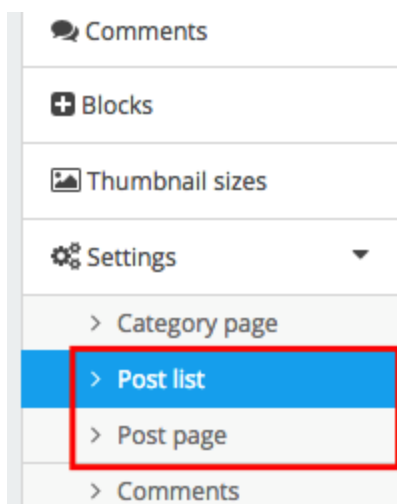 Comments
Blocks
Thumbnail sizes
Settings
Category page
Post list
Post page
Comments